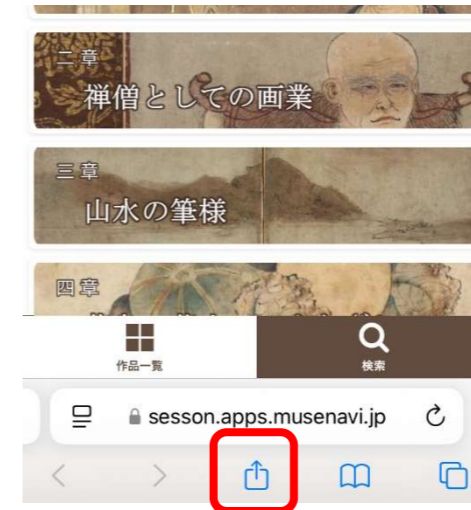 二章
禅僧としての画業
三章
山水の筆様
四章
作品一覧
検索
sesson.apps.musenavi.jp